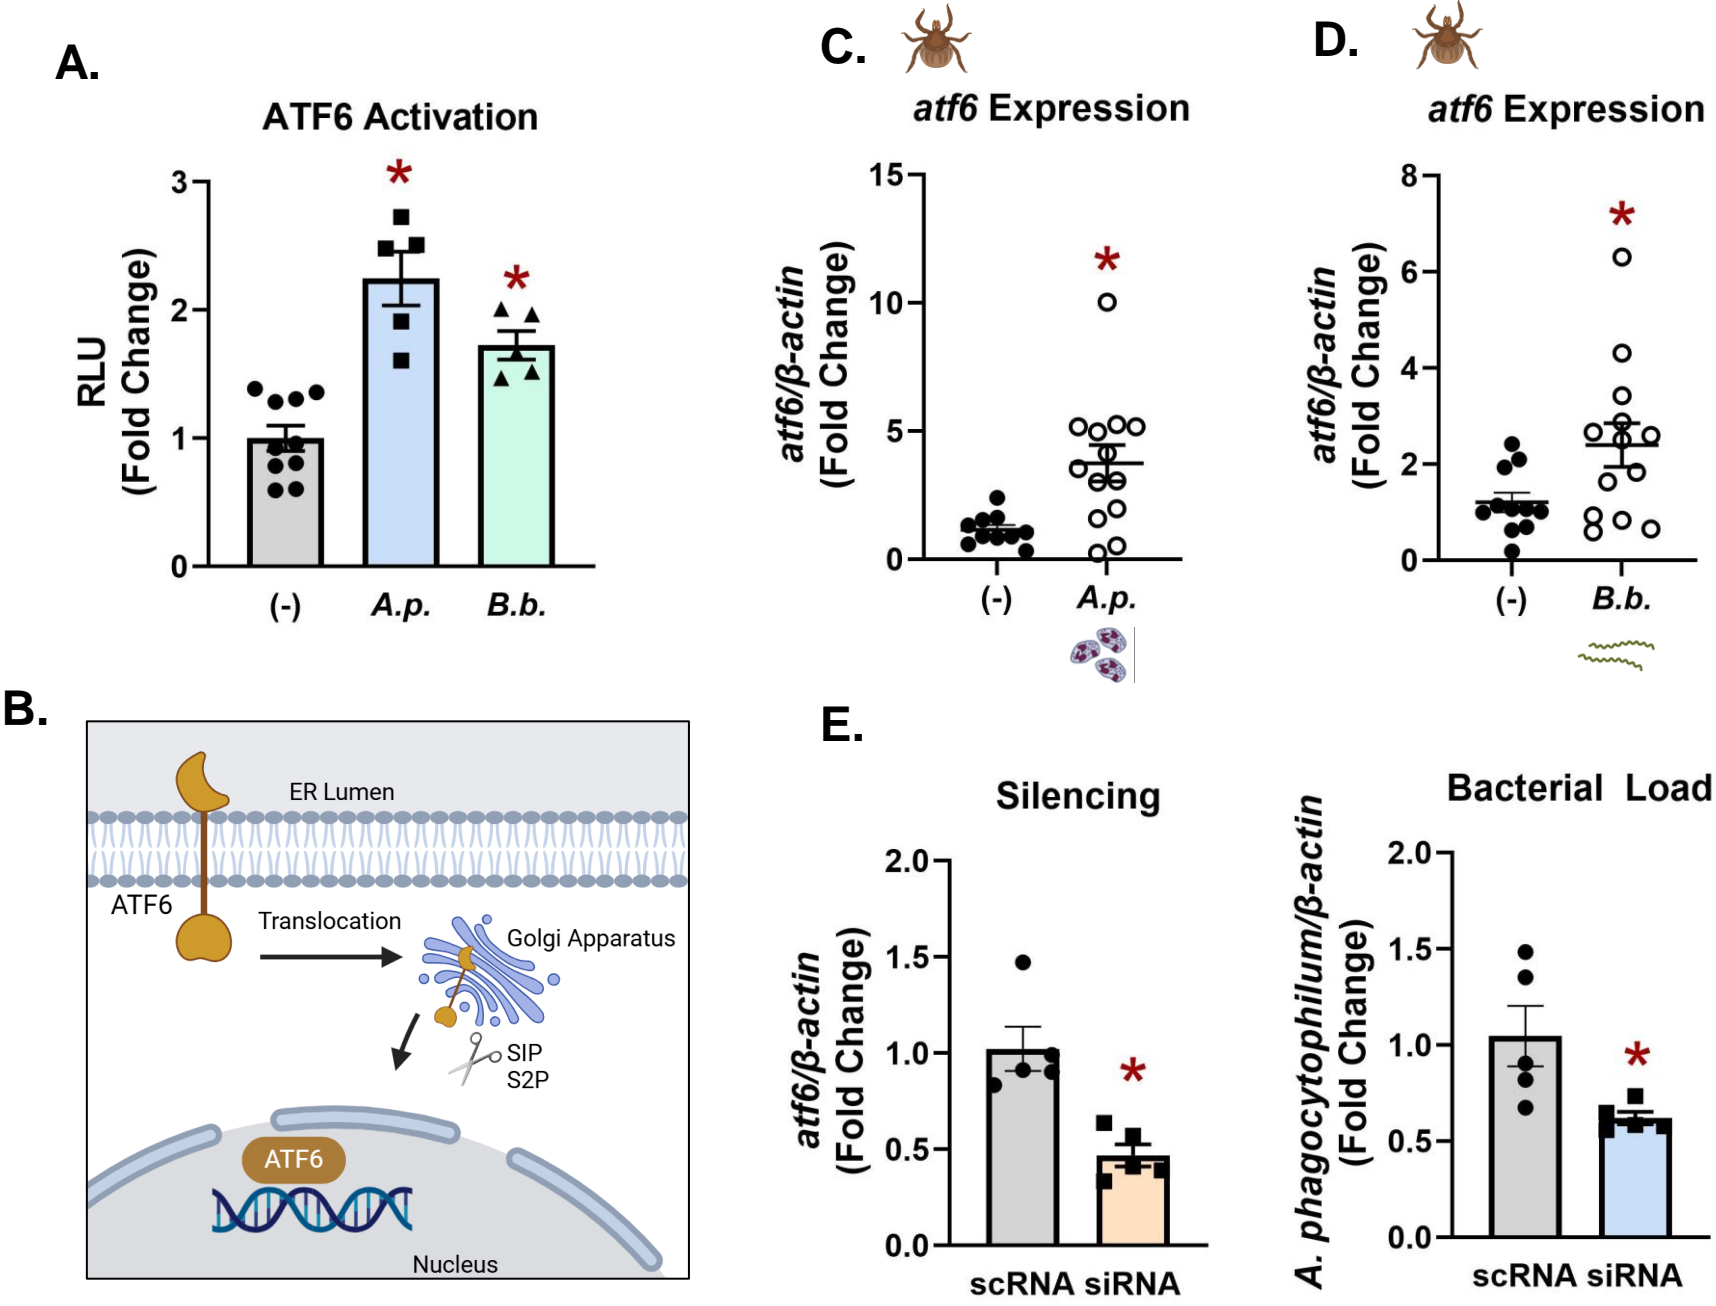 A.
ATF6 Activation
RLU
(Fold Change)
3
2
1
0
*
*
(-)
A.p.
B.b.
B.
ER Lumen
ATF6
Translocation
Golgi Apparatus
SIP
S2P
ATF6
Nucleus
C.
atf6 Expression
atf6/β-actin
(Fold Change)
15
10
5
0
*
(-)
A.p.
D.
atf6 Expression
atf6/β-actin
(Fold Change)
8
6
4
2
0
*
(-)
B.b.
E.
Silencing
atf6/β-actin
(Fold Change)
2.0
1.5
1.0
0.5
0.0
*
scRNA siRNA
Bacterial Load
A. phagocytophilum/β-actin
(Fold Change)
2.0
1.5
1.0
0.5
0.0
*
scRNA siRNA